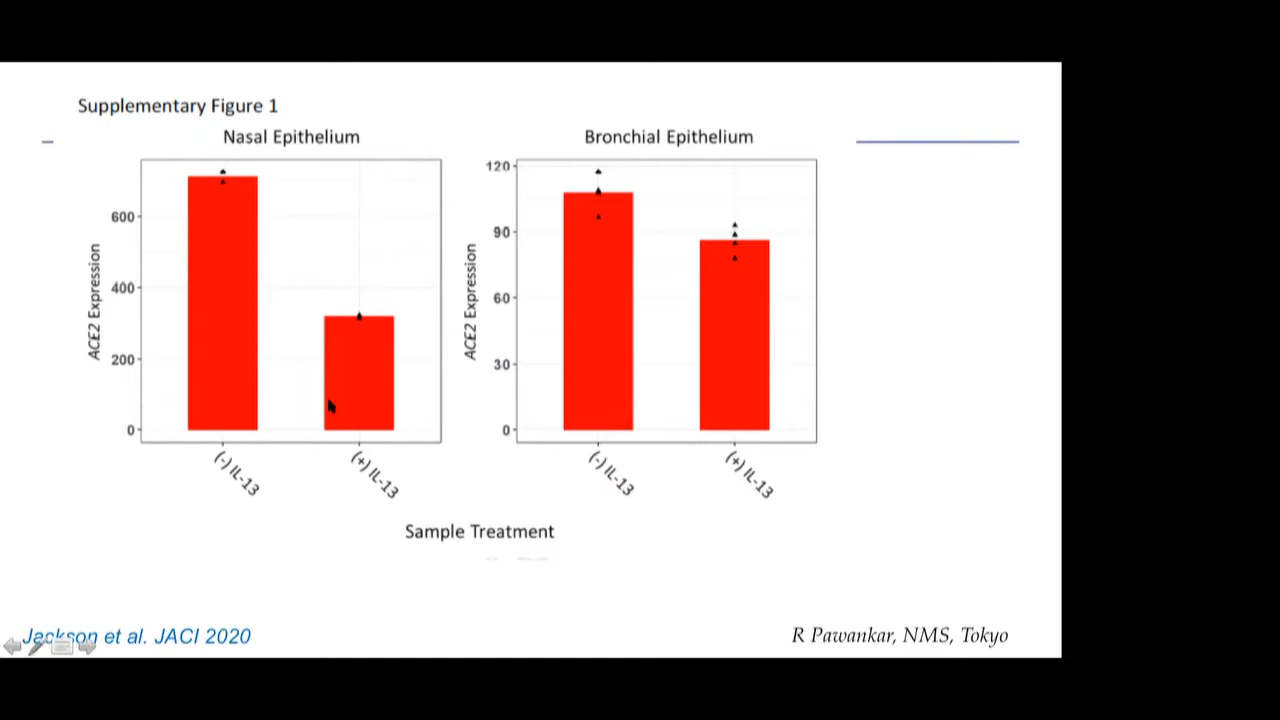 Supplementary Figure 1
Nasal Epithelium
ACE2 Expression
600
400
200
0
(-) IL-13
(+) IL-13
Bronchial Epithelium
ACE2 Expression
120
90
60
30
0
(-) IL-13
(+) IL-13
Sample Treatment
Jackson et al. JACI 2020
R Pawankar, NMS, Tokyo